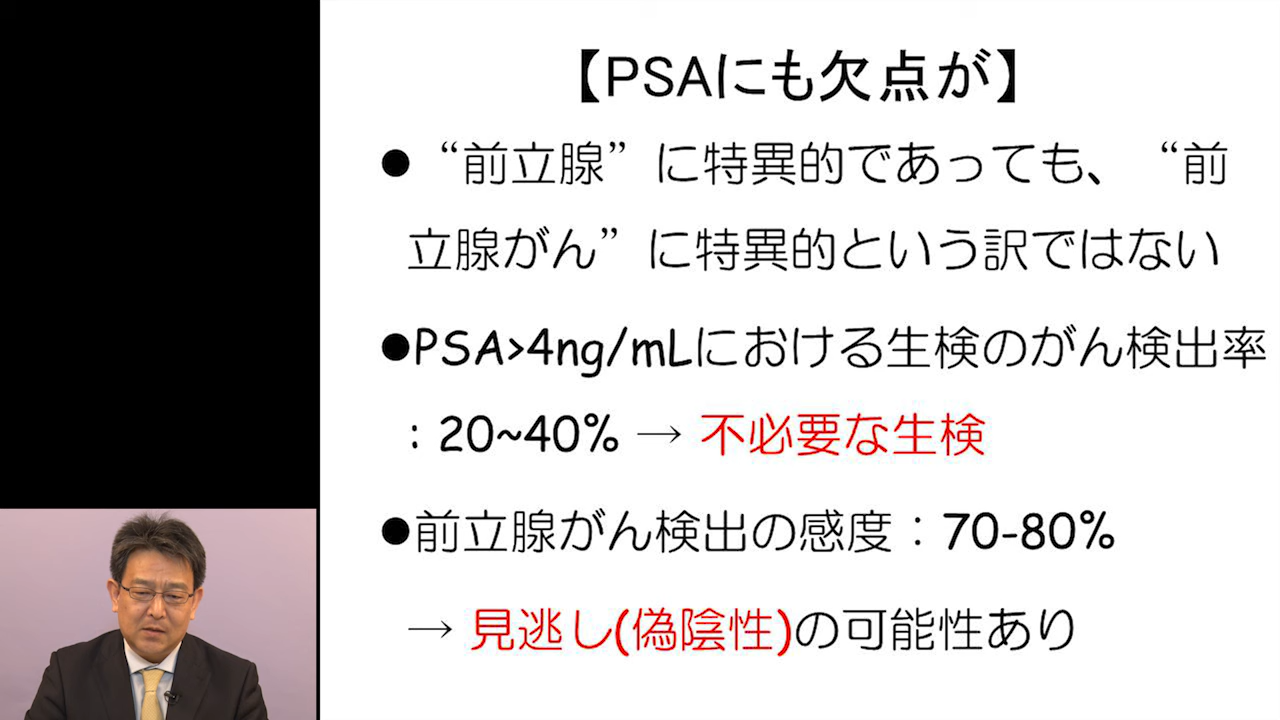 【PSAにも欠点が】
●“前立腺”に特異的であっても、“前
立腺がん”に特異的という訳ではない
●PSA>4ng/mLにおける生検のがん検出率
: 20~40% → 不必要な生検
●前立腺がん検出の感度：70-80%
→ 見逃し(偽陰性)の可能性あり